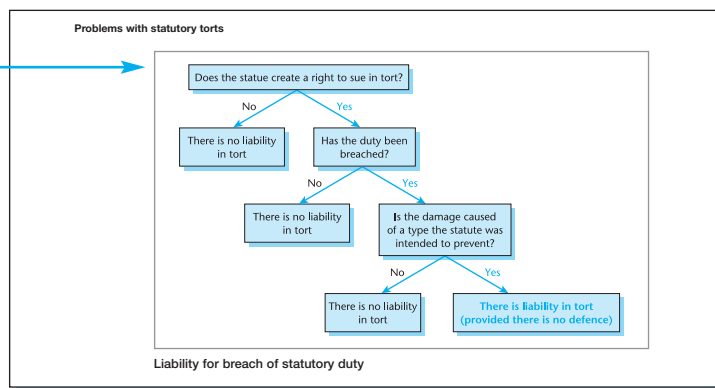 Problems with statutory torts
Does the statue create a right to sue in tort?
No
Yes
There is no liability
in tort
Has the duty been
breached?
No
Yes
There is no liability
in tort
Is the damage caused
of a type the statute was
intended to prevent?
No
Yes
There is no liability
in tort
There is liability in tort
(provided there is no defence)
Liability for breach of statutory duty